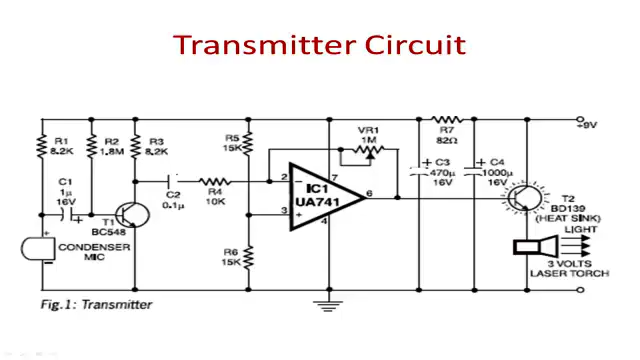 Transmitter Circuit
+9V
R1
8.2K
R2
1.8M
R3
8.2K
R5
15K
VR1
1M
R7
82Ω
C3
470µ
16V
C4
1000µ
16V
C1
1µ
16V
+
T1
BC548
C2
0.1µ
R4
10K
2
3
7
6
4
−
+
IC1
UA741
R6
15K
+
+
T2
BD139
(HEAT SINK)
LIGHT
3 VOLTS
LASER TORCH
+
CONDENSER
MIC
−
Fig.1: Transmitter